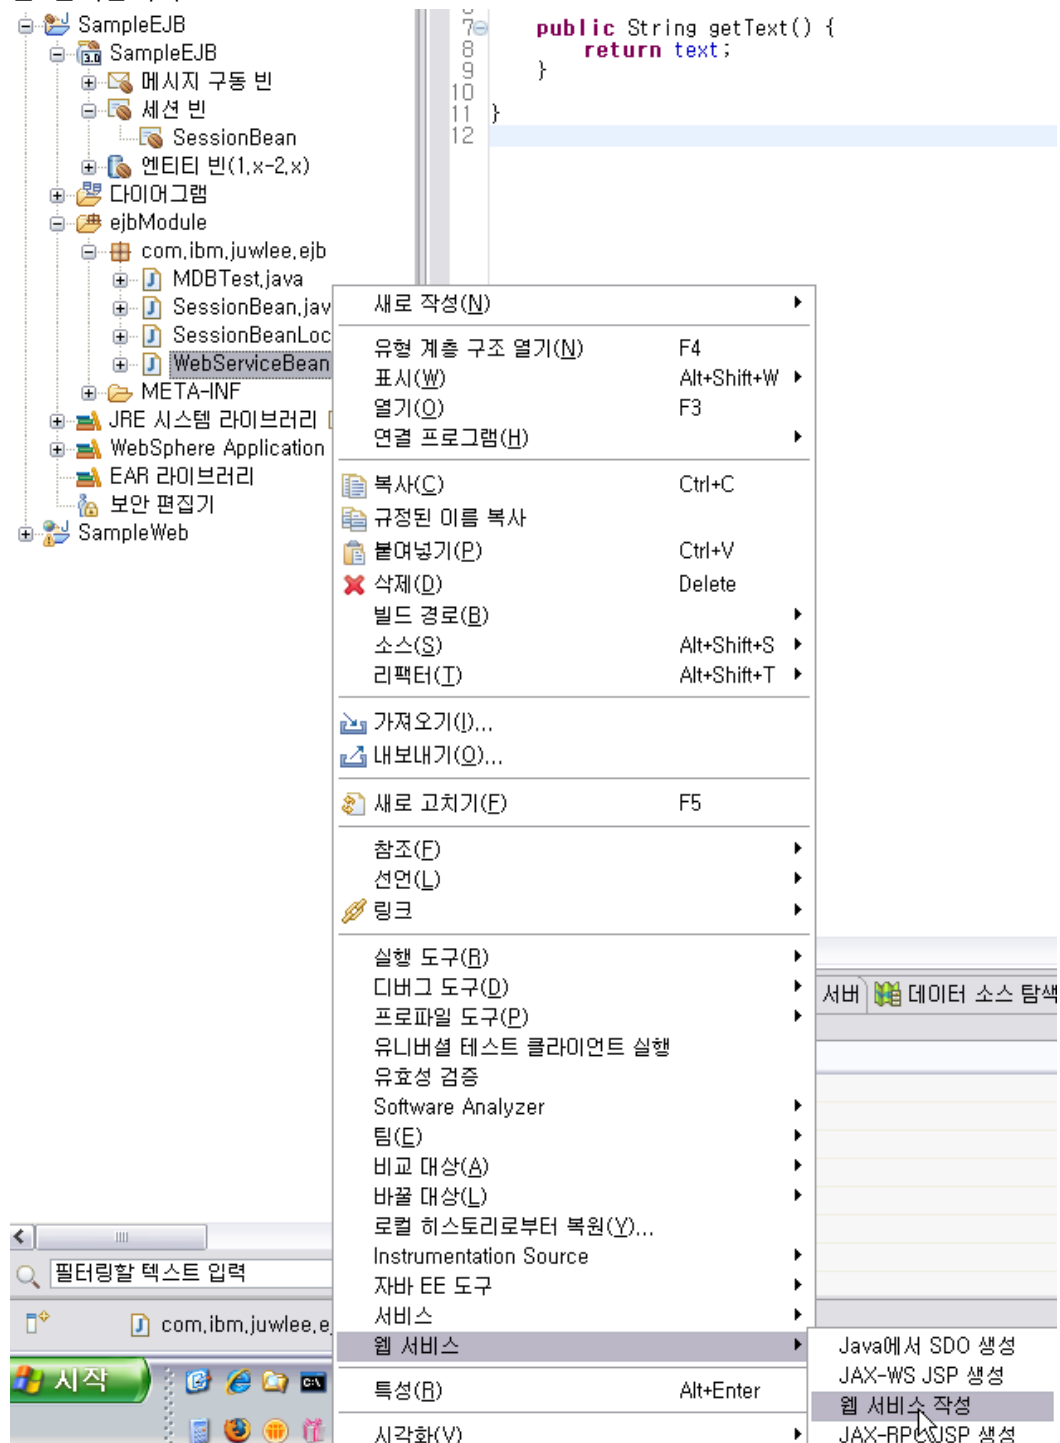 SampleEJB
SampleEJB
메시지 구동 빈
세션 빈
SessionBean
엔티티 빈(1.x-2.x)
다이어그램
ejbModule
com.ibm.juwlee.ejb
MDBTest.java
SessionBean.jav
SessionBeanLoc
WebServiceBean
META-INF
JRE 시스템 라이브러리
WebSphere Application
EAR 라이브러리
보안 편집기
SampleWeb
7 public String getText() {
8 return text;
9 }
10
11 }
12
새로 작성(N)
유형 계층 구조 열기(N) F4
표시(W) Alt+Shift+W
열기(O) F3
연결 프로그램(H)
복사(C) Ctrl+C
규정된 이름 복사
붙여넣기(P) Ctrl+V
삭제(D) Delete
빌드 경로(B)
소스(S) Alt+Shift+S
리팩터(T) Alt+Shift+T
가져오기(I)...
내보내기(O)...
새로 고치기(F) F5
참조(F)
선언(L)
링크
실행 도구(R)
디버그 도구(D)
프로파일 도구(P)
유니버셜 테스트 클라이언트 실행
유효성 검증
Software Analyzer
팀(E)
비교 대상(A)
바꿀 대상(L)
로컬 히스토리로부터 복원(Y)...
Instrumentation Source
자바 EE 도구
서비스
웹 서비스
특성(R) Alt+Enter
시각화(V)
Java에서 SDO 생성
JAX-WS JSP 생성
웹 서비스 작성
JAX-RPC JSP 생성
서버 데이터 소스 탐색
필터링할 텍스트 입력
com.ibm.juwlee.e
시작